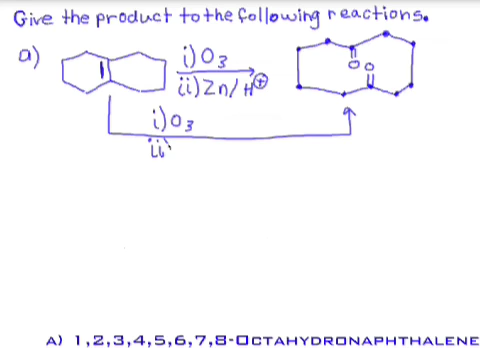 Give the product to the following reactions.
a)
i) O3
ii) Zn/H⊕
O O
i) O3
ii)
A) 1,2,3,4,5,6,7,8-OCTAHYDRONAPHTHALENE